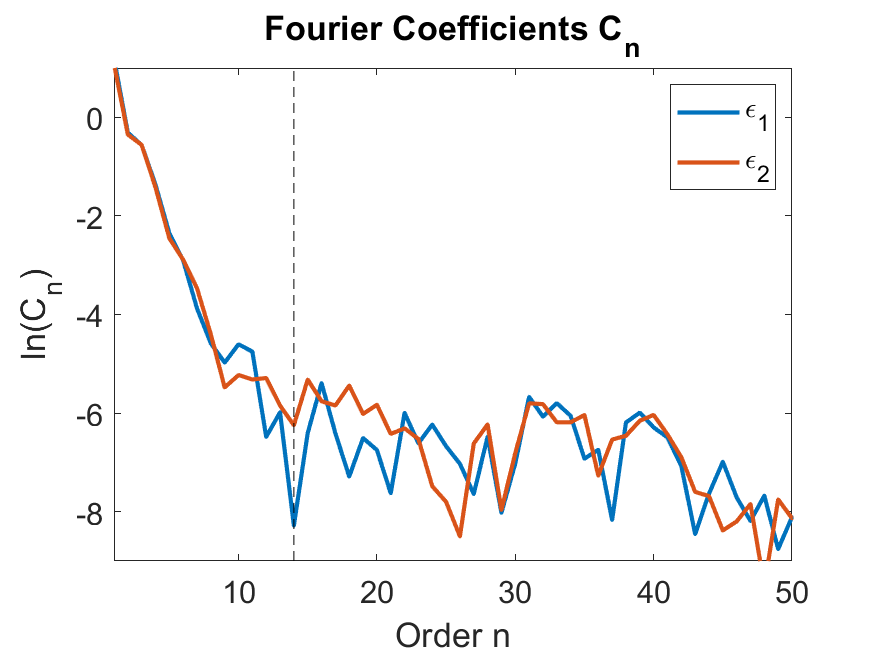 Fourier Coefficients Cn
ϵ1
ϵ2
0
-2
-4
-6
-8
ln(Cn)
10
20
30
40
50
Order n